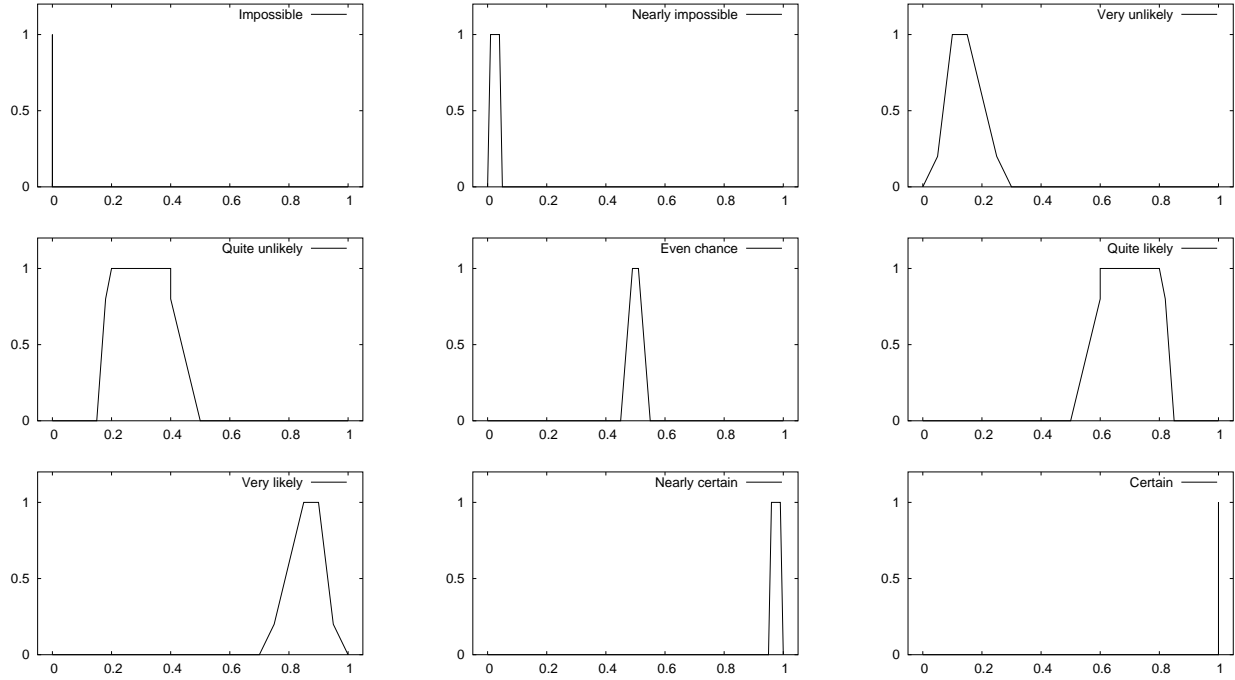 Impossible
1
0.5
0
0 0.2 0.4 0.6 0.8 1
Nearly impossible
1
0.5
0
0 0.2 0.4 0.6 0.8 1
Very unlikely
1
0.5
0
0 0.2 0.4 0.6 0.8 1
Quite unlikely
1
0.5
0
0 0.2 0.4 0.6 0.8 1
Even chance
1
0.5
0
0 0.2 0.4 0.6 0.8 1
Quite likely
1
0.5
0
0 0.2 0.4 0.6 0.8 1
Very likely
1
0.5
0
0 0.2 0.4 0.6 0.8 1
Nearly certain
1
0.5
0
0 0.2 0.4 0.6 0.8 1
Certain
1
0.5
0
0 0.2 0.4 0.6 0.8 1